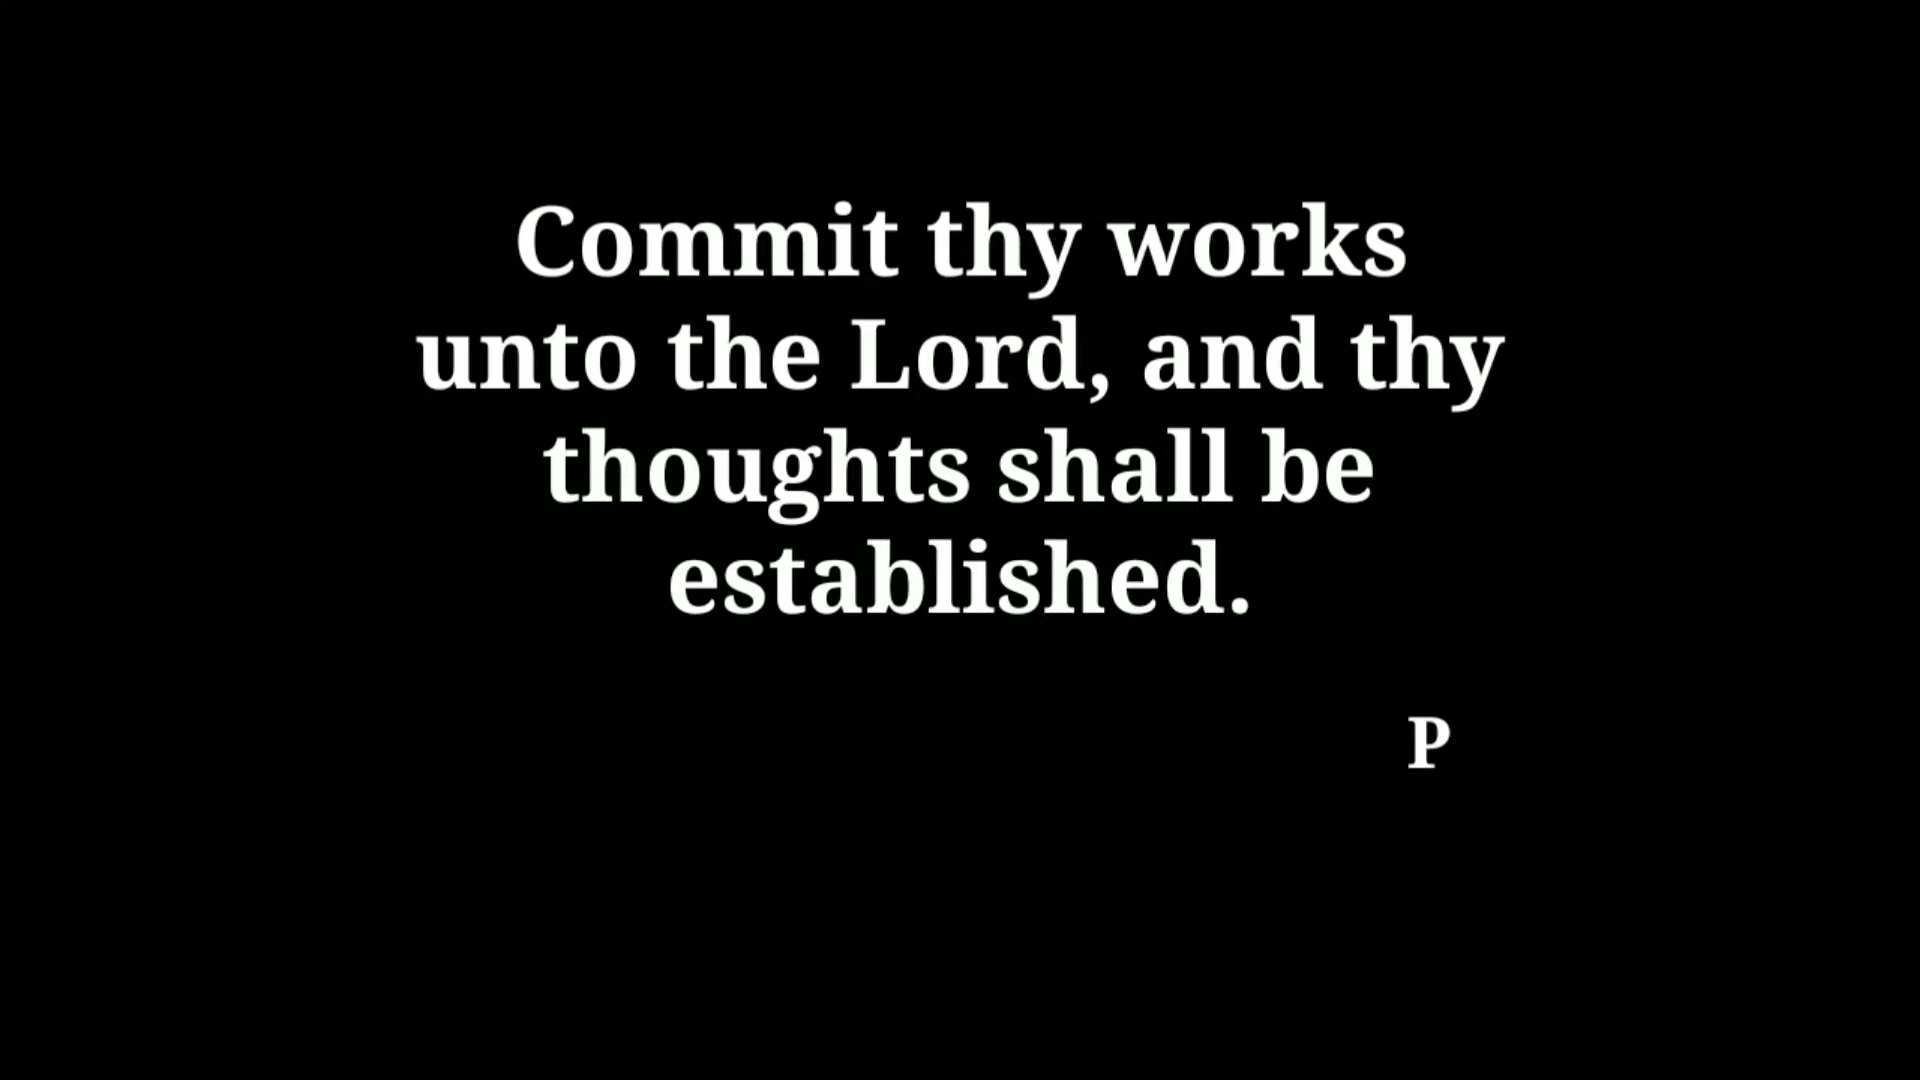 Commit thy works
unto the Lord, and thy
thoughts shall be
established.
P